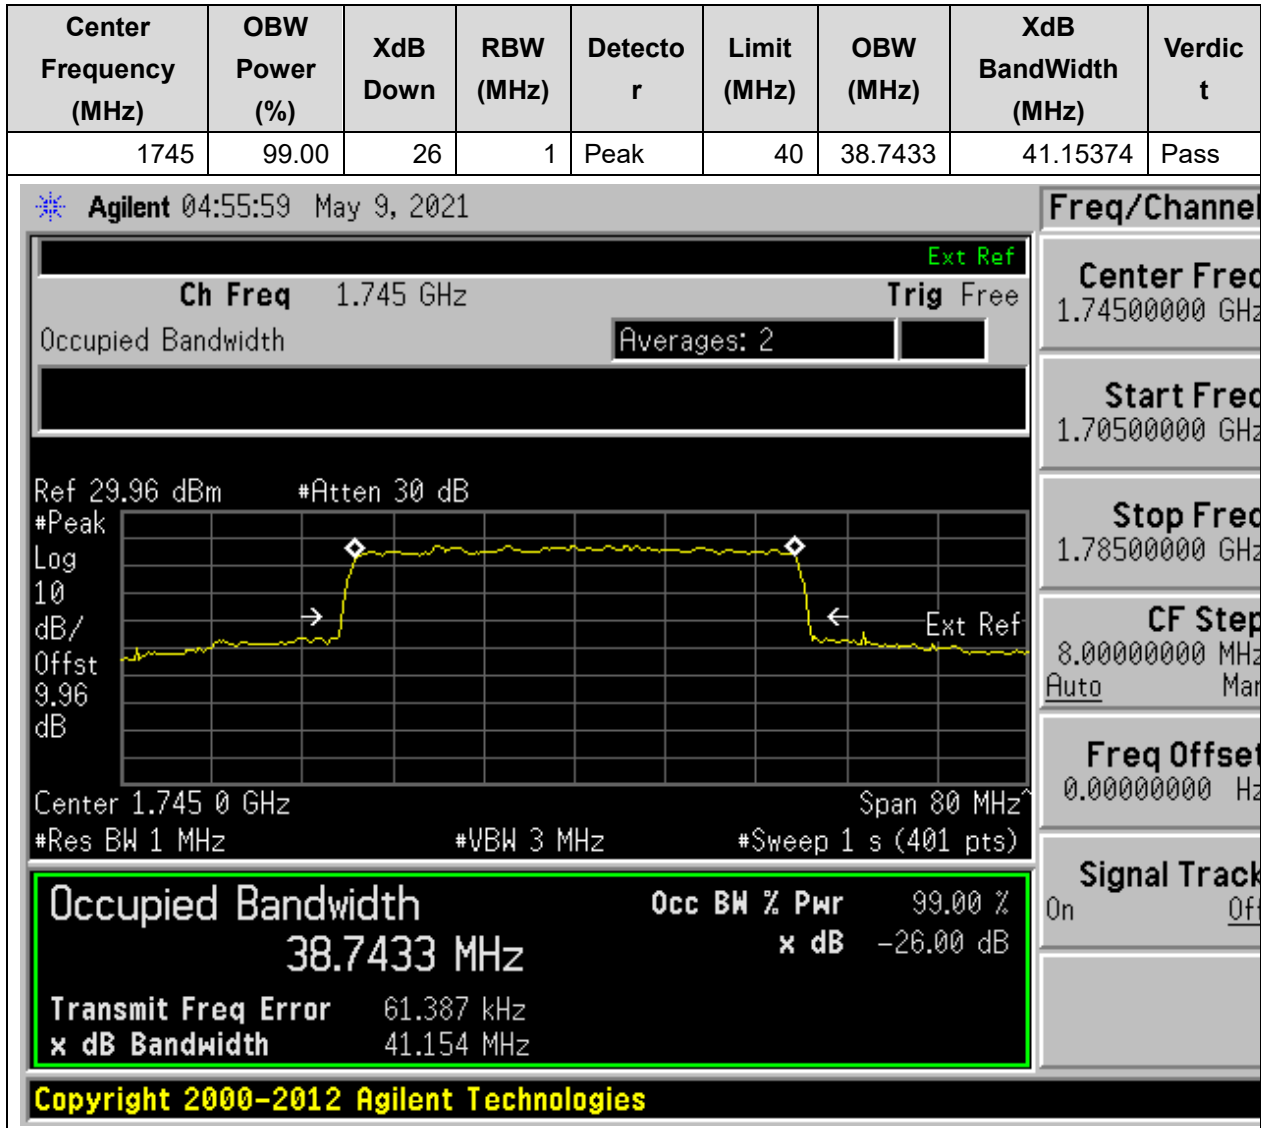 Center Frequency (MHz) OBW Power (%) XdB Down RBW (MHz) Detector Limit (MHz) OBW (MHz) XdB BandWidth (MHz) Verdict
1745 99.00 26 1 Peak 40 38.7433 41.15374 Pass
Agilent 04:55:59 May 9, 2021
Freq/Channel
Ext Ref
Ch Freq 1.745 GHz Trig Free
Occupied Bandwidth Averages: 2
Center Freq
1.74500000 GHz
Start Freq
1.70500000 GHz
Ref 29.96 dBm #Atten 30 dB
#Peak
Log
10
dB/
Offst
9.96
dB
Ext Ref
Stop Freq
1.78500000 GHz
CF Step
8.00000000 MHz
Auto Man
Freq Offset
0.00000000 Hz
Center 1.745 0 GHz Span 80 MHz^
#Res BW 1 MHz #VBW 3 MHz #Sweep 1 s (401 pts)
Signal Track
On Off
Occupied Bandwidth Occ BW % Pwr 99.00 %
38.7433 MHz x dB -26.00 dB
Transmit Freq Error 61.387 kHz
x dB Bandwidth 41.154 MHz
Copyright 2000-2012 Agilent Technologies